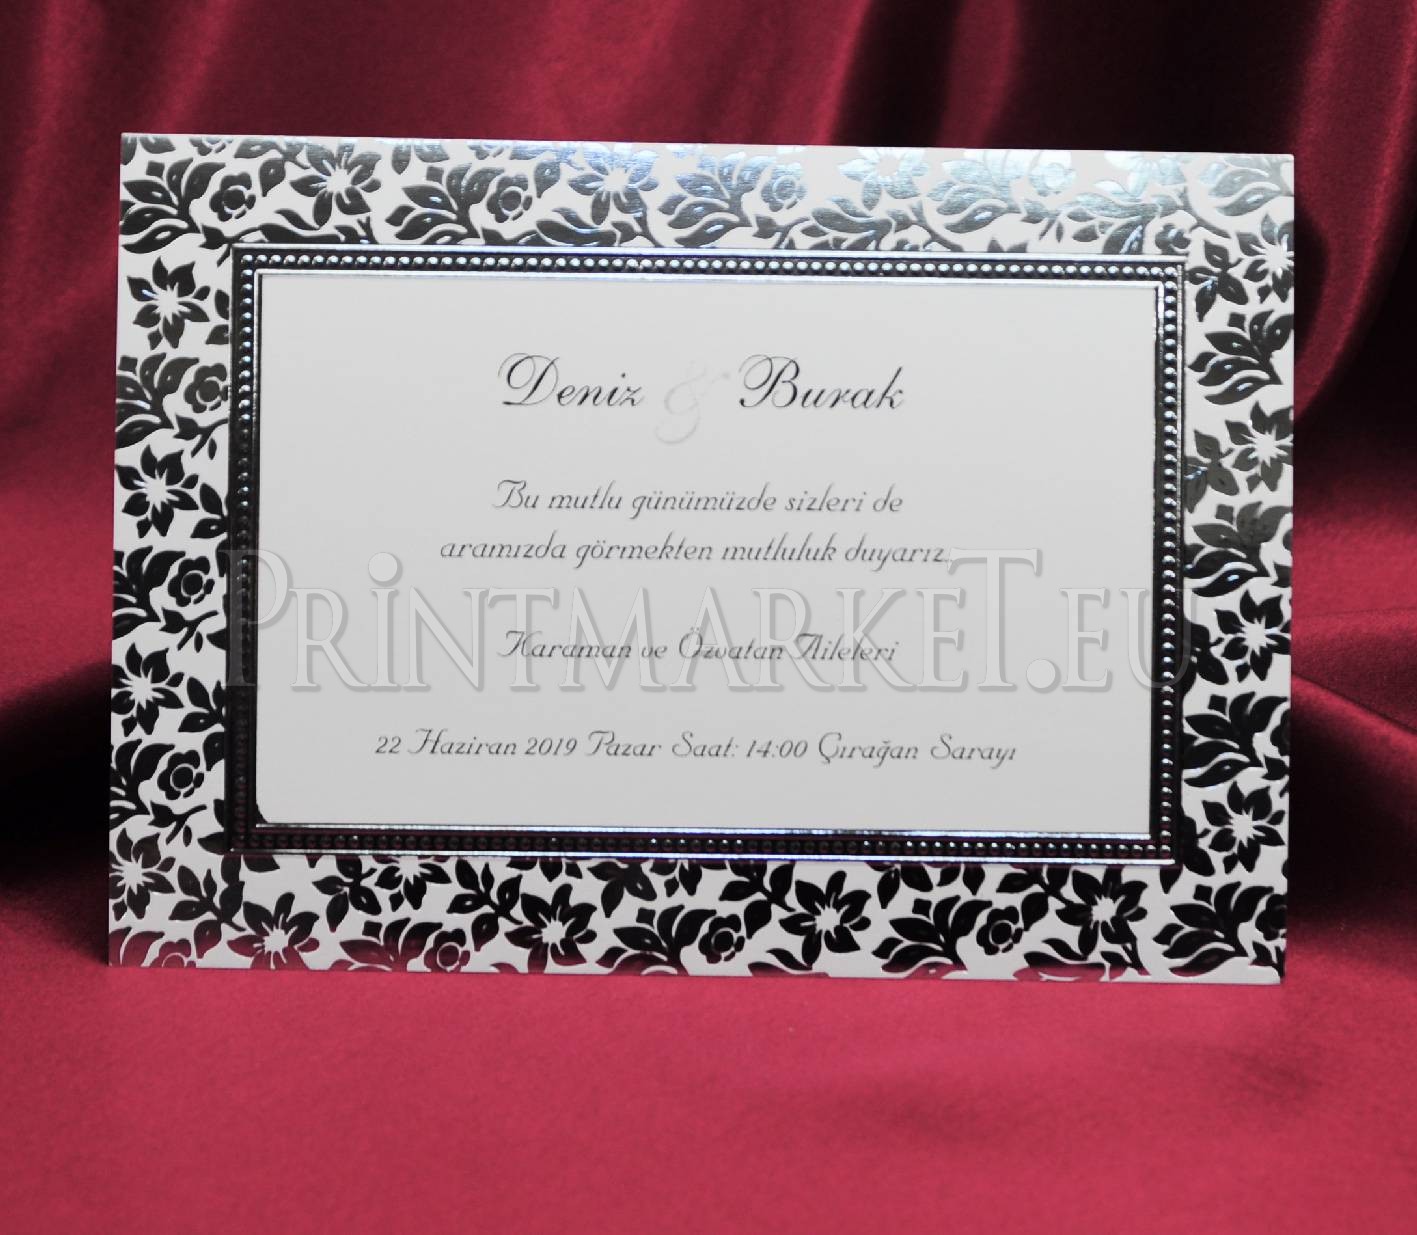 Deniz & Burak
Bu mutlu günümüzde sizleri de
aramızda görmekten mutluluk duyarız..
PRiNTMARKET.EU
Karaman ve Özvatan Aileleri
22 Haziran 2019 Pazar Saat: 14:00 Çırağan Sarayı